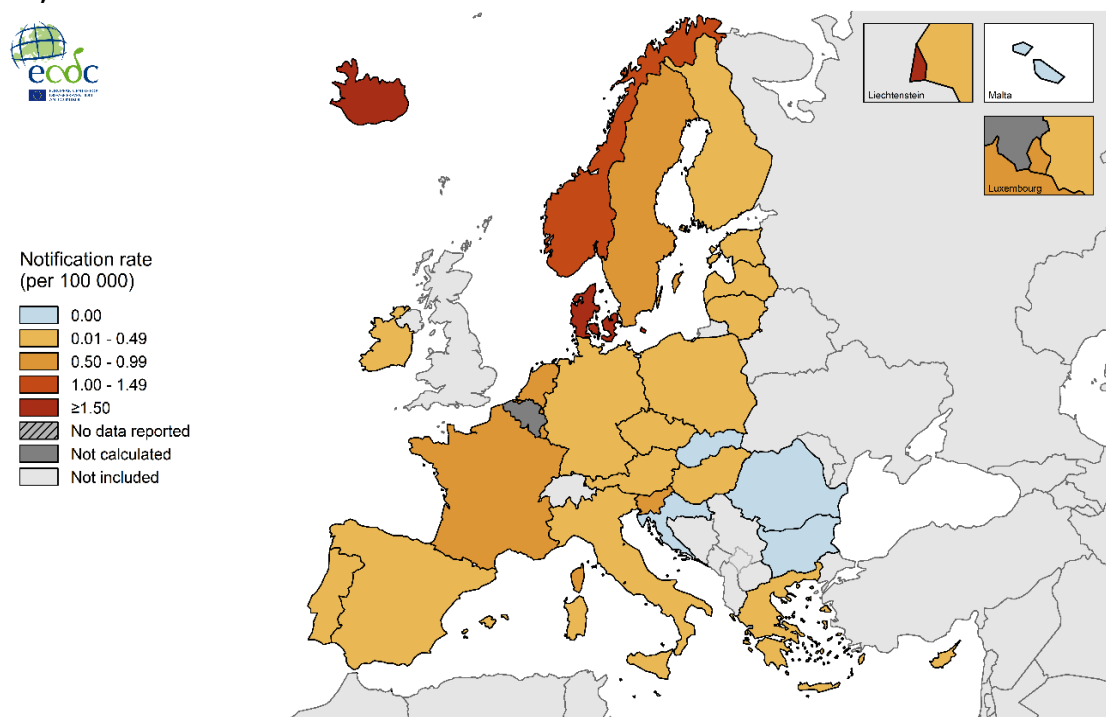 ecdc
Notification rate
(per 100 000)
0.00
0.01 - 0.49
0.50 - 0.99
1.00 - 1.49
≥1.50
No data reported
Not calculated
Not included
Liechtenstein
Malta
Luxembourg